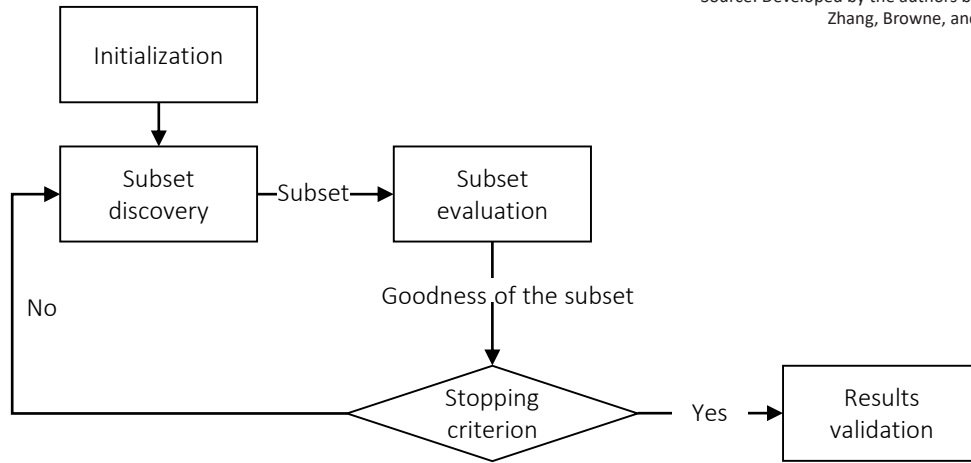 Source: Developed by the authors b
Zhang, Browne, and
Initialization
Subset
discovery
Subset
Subset
evaluation
Goodness of the subset
No
Stopping
criterion
Yes
Results
validation